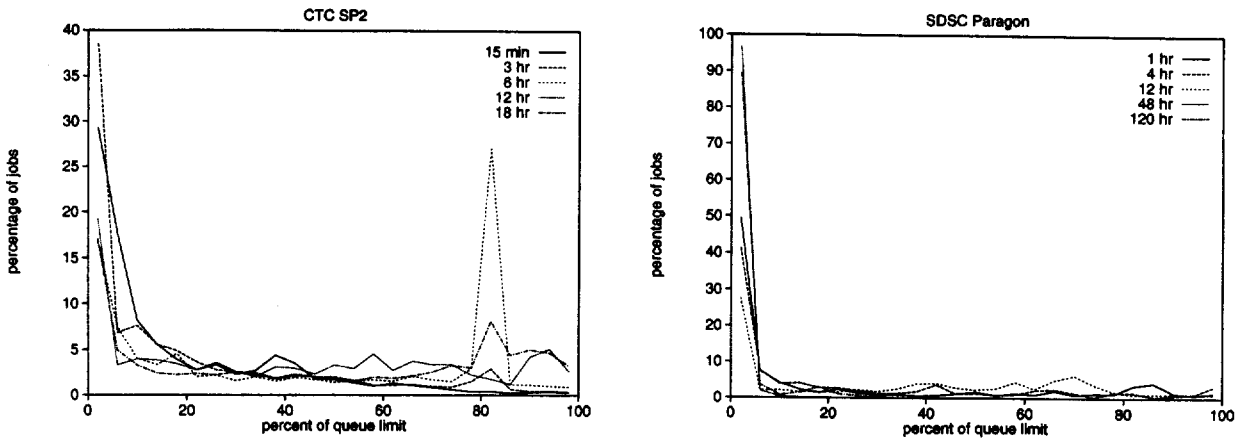 CTC SP2
40
35
30
25
20
15
10
5
0
percentage of jobs
15 min
3 hr
6 hr
12 hr
18 hr
0 20 40 60 80 100
percent of queue limit
SDSC Paragon
100
90
80
70
60
50
40
30
20
10
0
percentage of jobs
1 hr
4 hr
12 hr
48 hr
120 hr
0 20 40 60 80 100
percent of queue limit